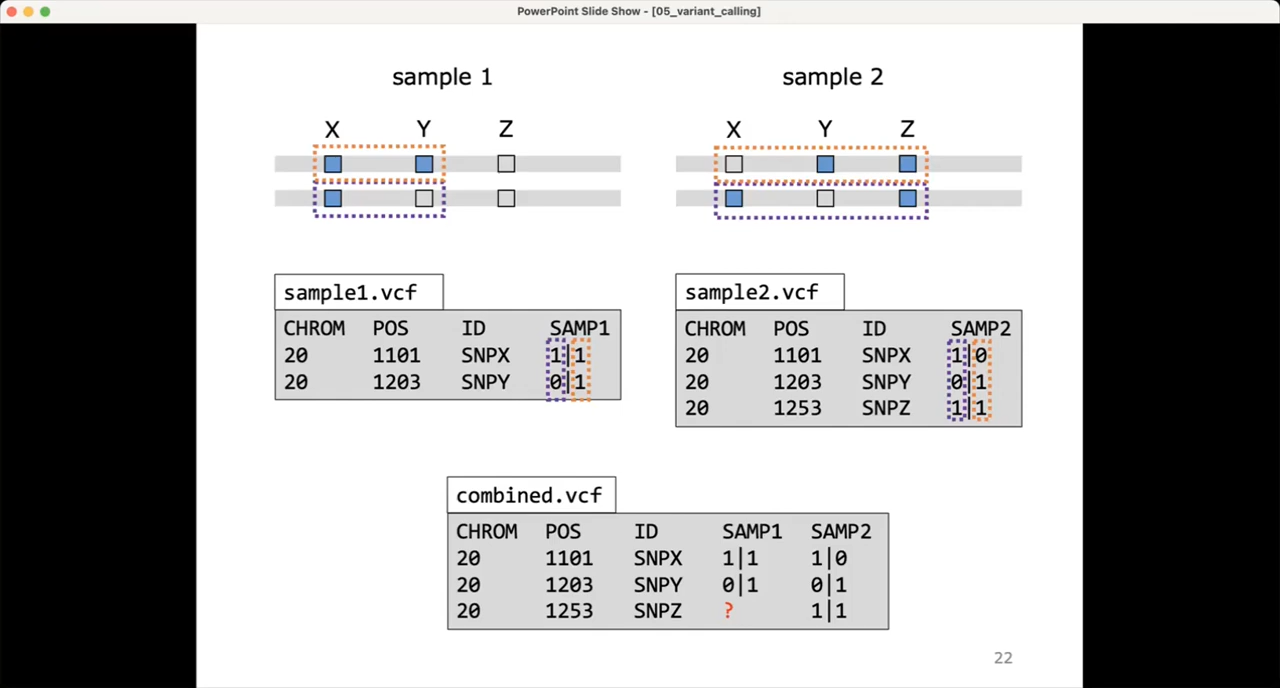 PowerPoint Slide Show - [05_variant_calling]
sample 1
X Y Z
sample 2
X Y Z
sample1.vcf
CHROM POS ID SAMP1
20 1101 SNPX 1|1
20 1203 SNPY 0|1
sample2.vcf
CHROM POS ID SAMP2
20 1101 SNPX 1|0
20 1203 SNPY 0|1
20 1253 SNPZ 1|1
combined.vcf
CHROM POS ID SAMP1 SAMP2
20 1101 SNPX 1|1 1|0
20 1203 SNPY 0|1 0|1
20 1253 SNPZ ? 1|1
22